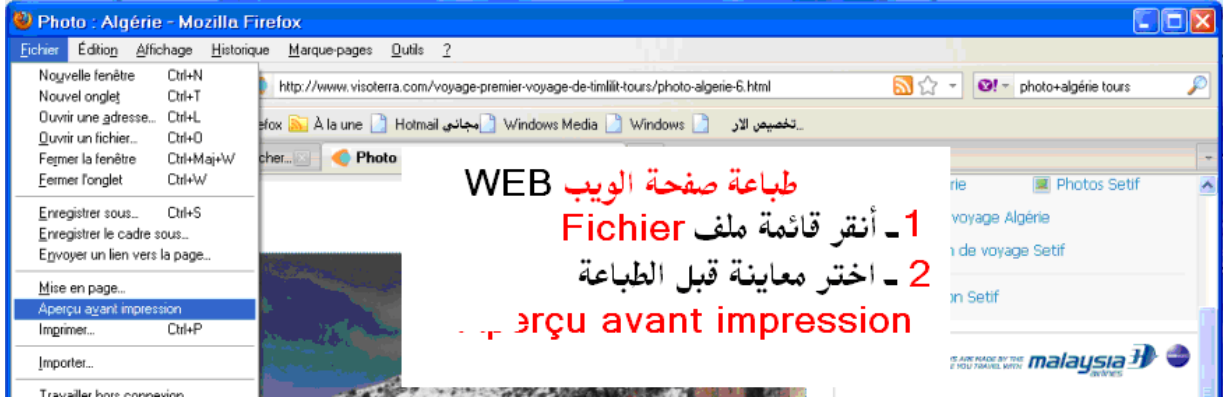 Photo : Algérie - Mozilla Firefox
Fichier Édition Affichage Historique Marque-pages Outils ?
Nouvelle fenêtre Ctrl+N
Nouvel onglet Ctrl+T
Ouvrir une adresse... Ctrl+L
Ouvrir un fichier... Ctrl+O
Fermer la fenêtre Ctrl+Maj+W
Fermer l'onglet Ctrl+W
Enregistrer sous... Ctrl+S
Enregistrer le cadre sous...
Envoyer un lien vers la page...
Mise en page...
Aperçu avant impression
Imprimer... Ctrl+P
Importer...
Travailler hors connexion
http://www.visoterra.com/voyage-premier-voyage-de-timlilit-tours/photo-algerie-6.html
photo+algérie tours
efox À la une Hotmail مجاني Windows Media Windows تخصيص الار...
cher... Photo
طباعة صفحة الويب WEB
1 ـ أنقر قائمة ملف Fichier
2 ـ اختر معاينة قبل الطباعة
perçu avant impression
rie Photos Setif
voyage Algérie
n de voyage Setif
on Setif
malaysia
airlines